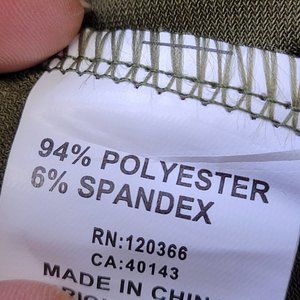 94% POLYESTER
6% SPANDEX
RN:120366
CA:40143
MADE IN CHIN